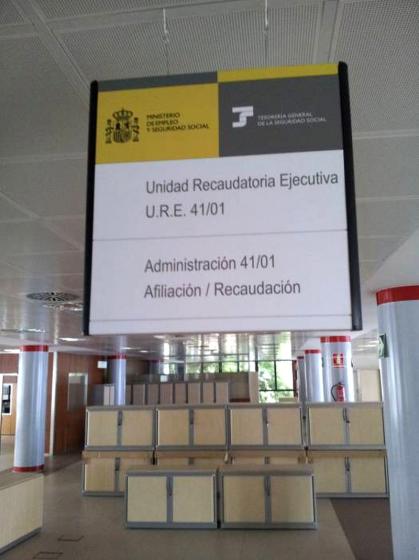 MINISTERIO
DE EMPLEO
Y SEGURIDAD SOCIAL
TESORERÍA GENERAL
DE LA SEGURIDAD SOCIAL
Unidad Recaudatoria Ejecutiva
U.R.E. 41/01
Administración 41/01
Afiliación / Recaudación